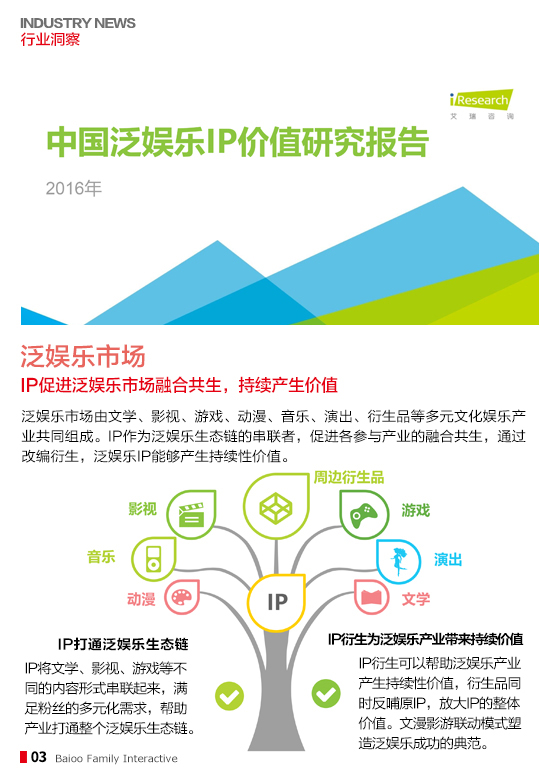 INDUSTRY NEWS
行业洞察
iResearch
艾瑞咨询
中国泛娱乐IP价值研究报告
2016年
泛娱乐市场
IP促进泛娱乐市场融合共生，持续产生价值
泛娱乐市场由文学、影视、游戏、动漫、音乐、演出、衍生品等多元文化娱乐产
业共同组成。IP作为泛娱乐生态链的串联者，促进各参与产业的融合共生，通过
改编衍生，泛娱乐IP能够产生持续性价值。
周边衍生品
影视
游戏
音乐
演出
动漫
IP
文学
IP打通泛娱乐生态链
IP将文学、影视、游戏等不
同的内容形式串联起来，满
足粉丝的多元化需求，帮助
产业打通整个泛娱乐生态链。
IP衍生为泛娱乐产业带来持续价值
IP衍生可以帮助泛娱乐产业
产生持续性价值，衍生品同
时反哺原IP，放大IP的整体
价值。文漫影游联动模式塑
造泛娱乐成功的典范。
03 Baioo Family Interactive